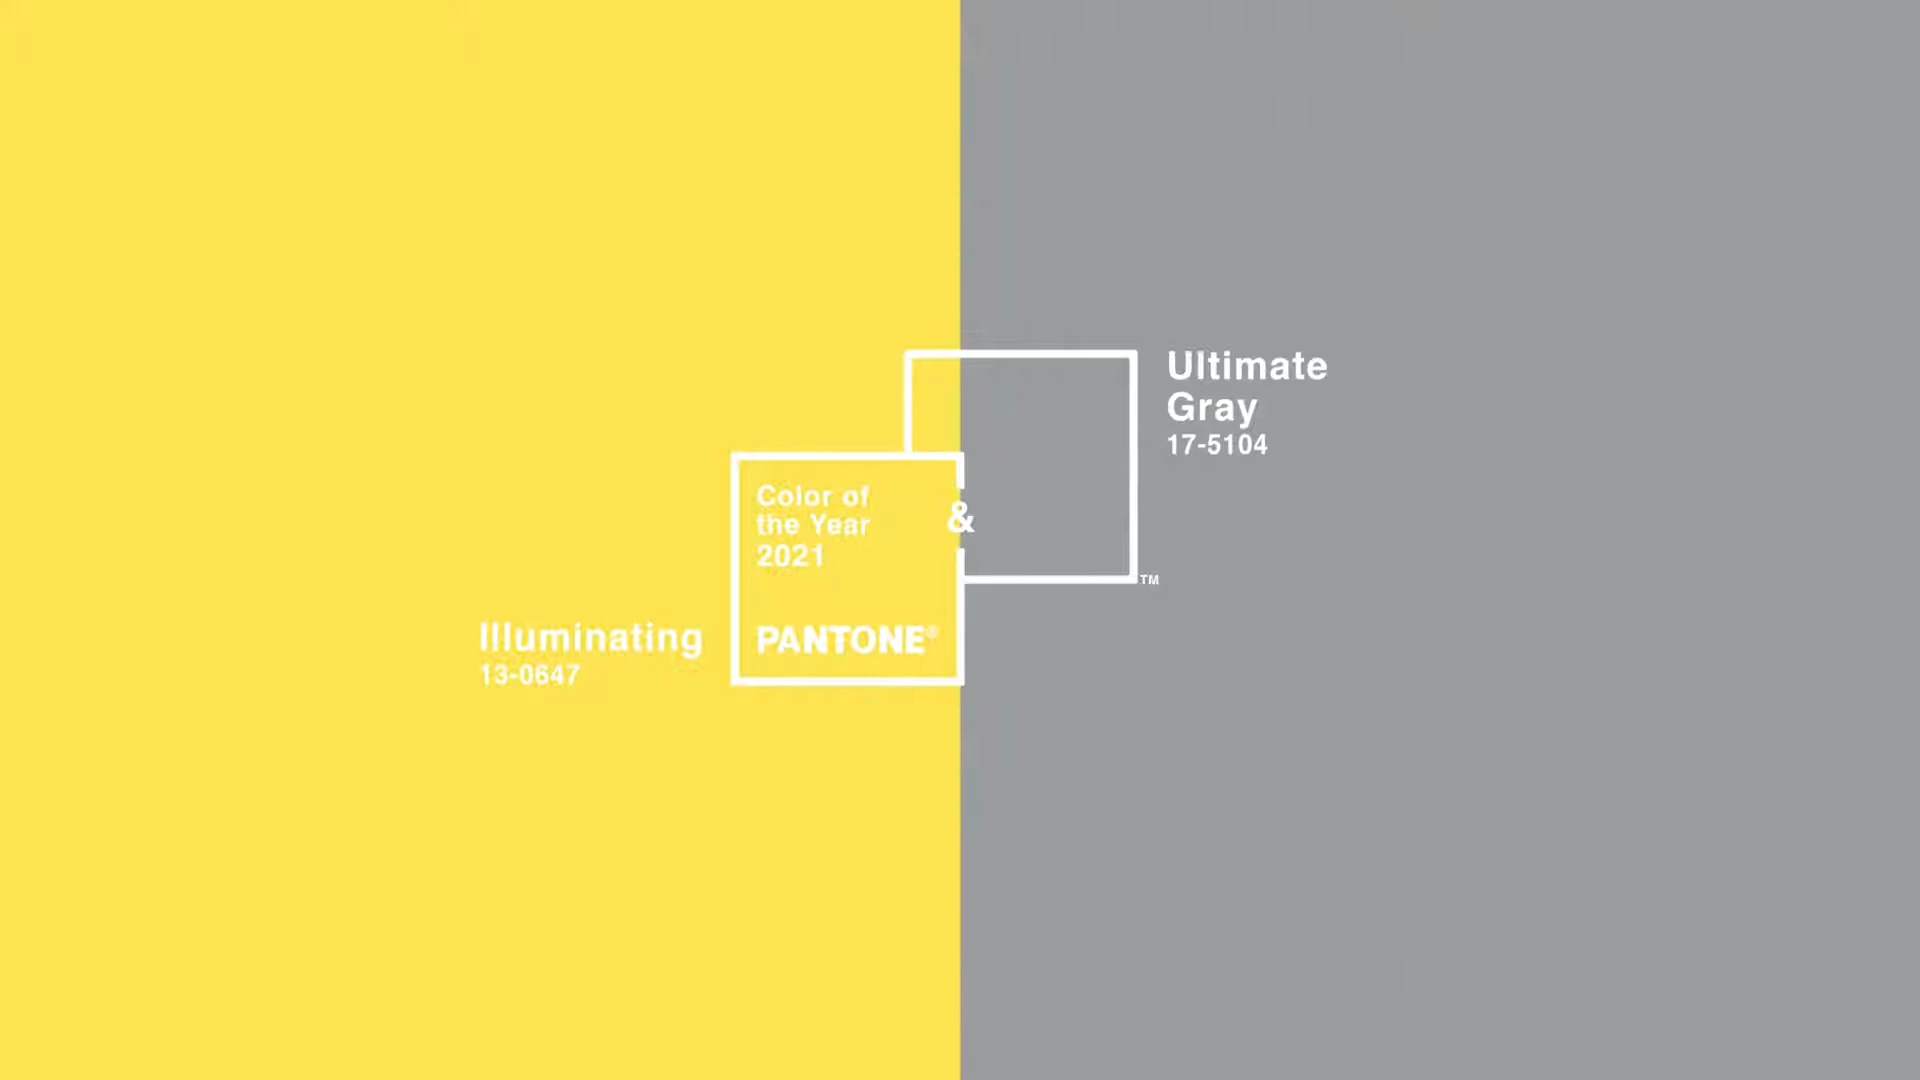 Ultimate
Gray
17-5104
Color of
the Year
2021
&
TM
PANTONE®
Illuminating
13-0647